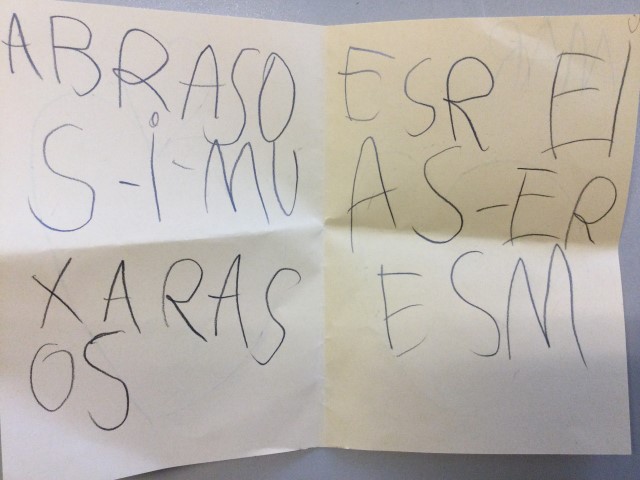 ABRASO
S-i-MU
XARAS
OS
ESR EI
AS-ER
ESM